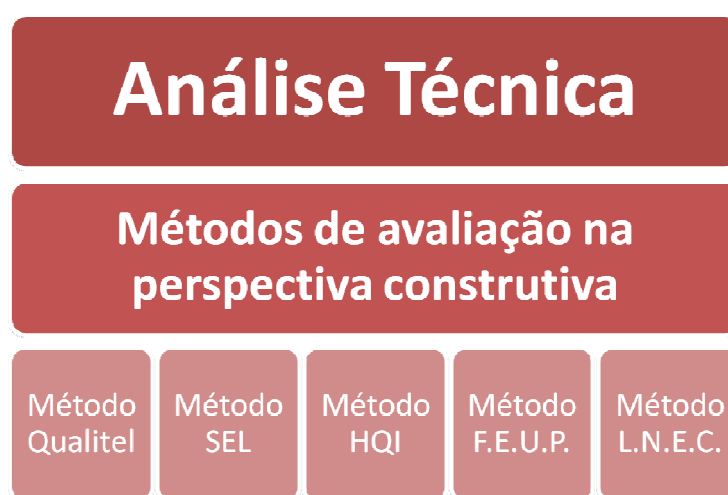 Análise Técnica
Métodos de avaliação na
perspectiva construtiva
Método
Qualitel
Método
SEL
Método
HQI
Método
F.E.U.P.
Método
L.N.E.C.